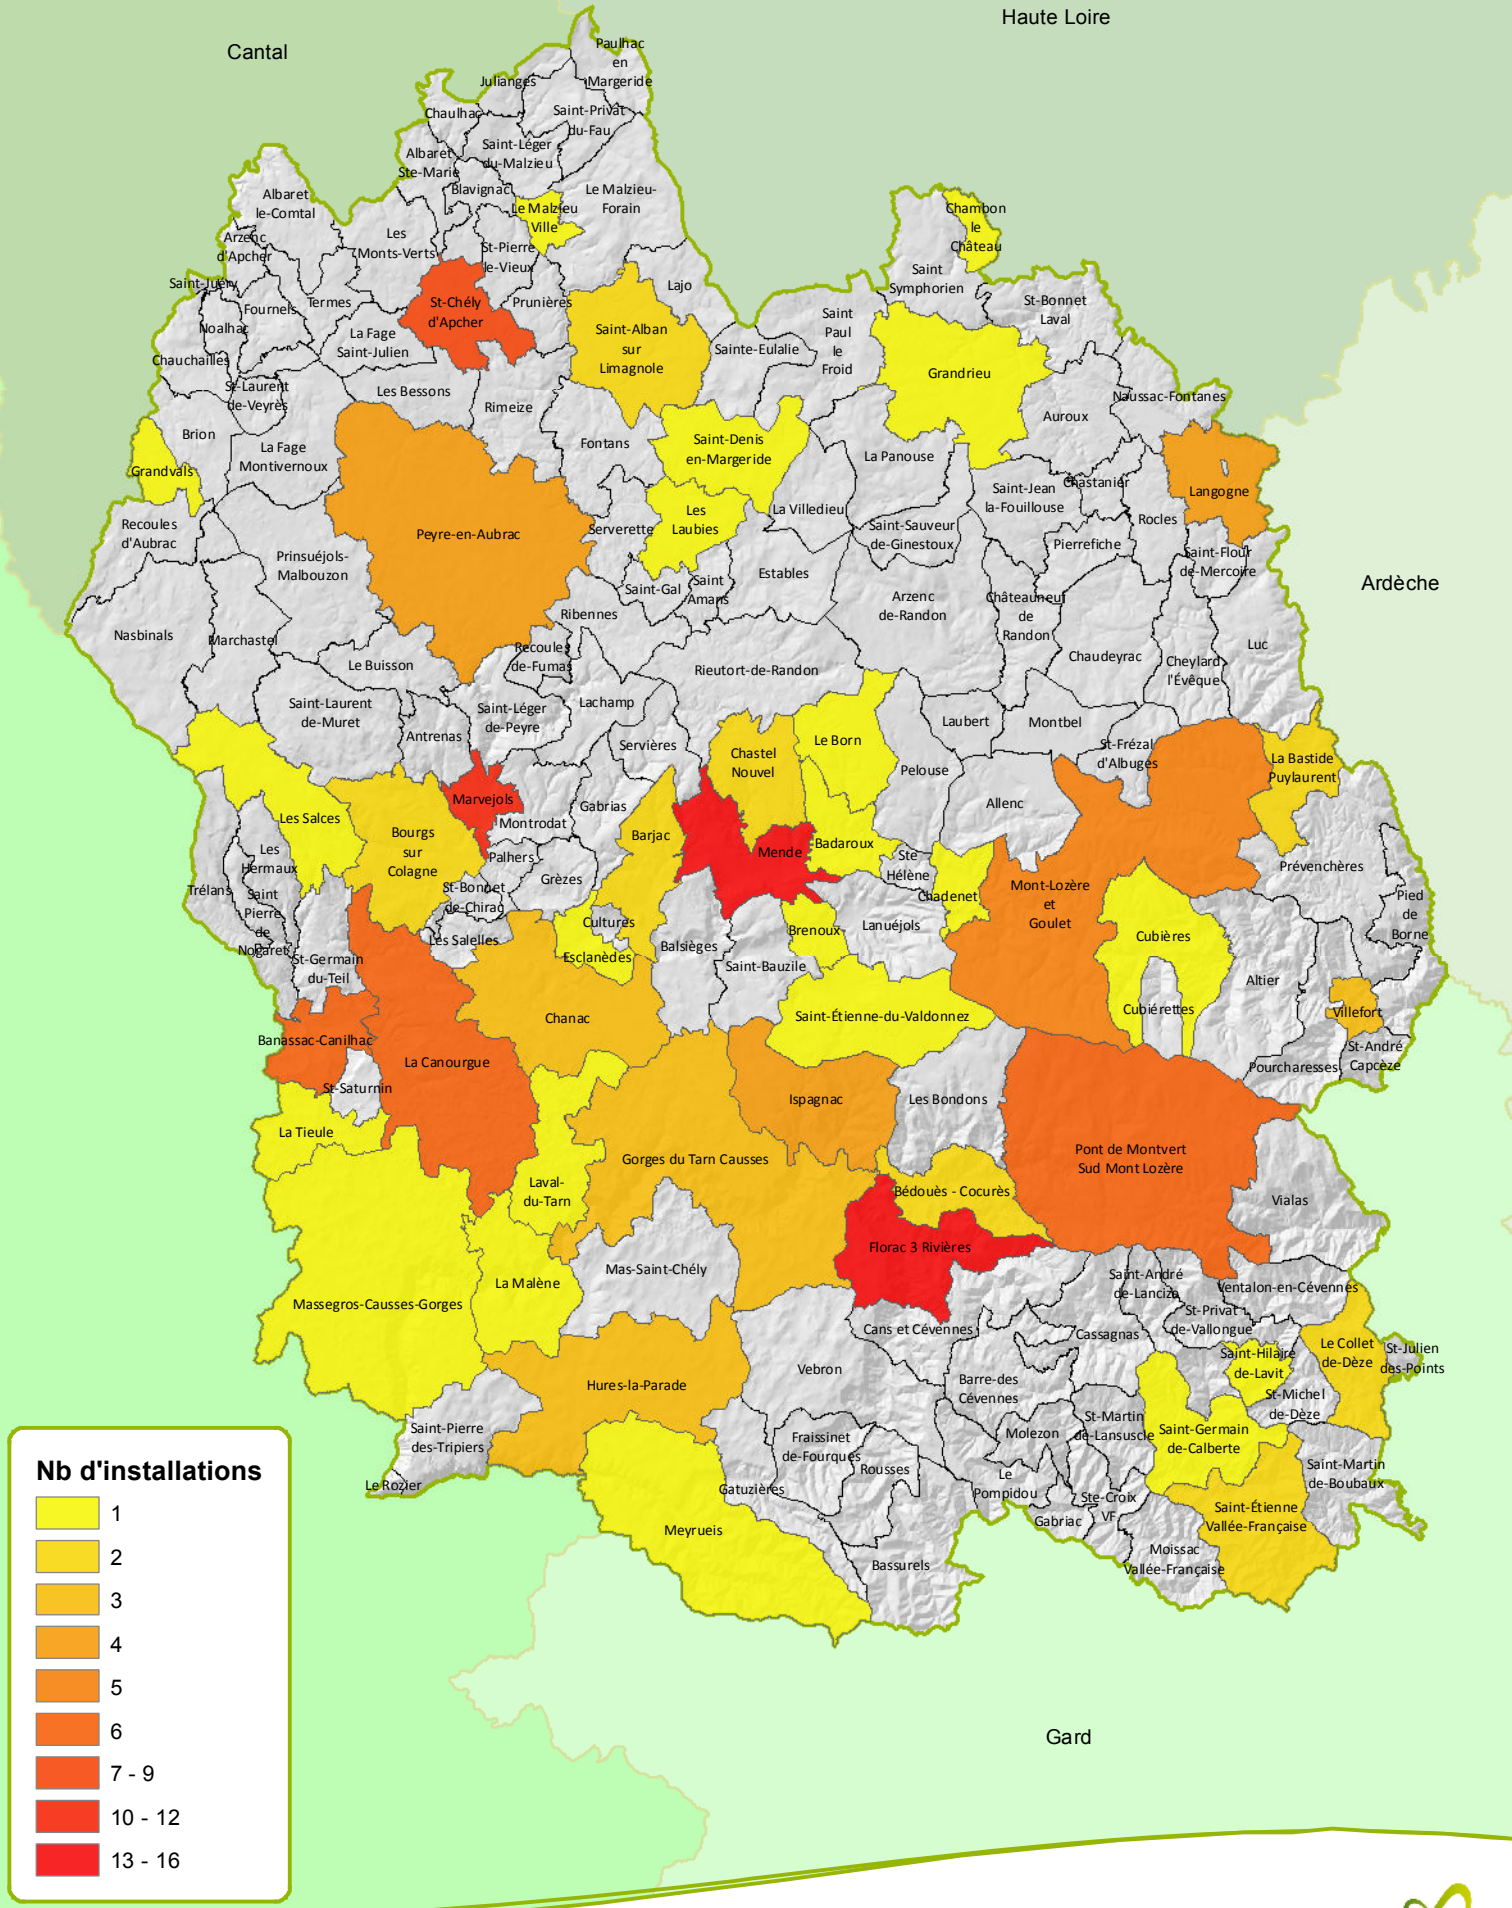 Haute Loire
Cantal
Paulhac
en
Margeride
Julianges
Chaulhac
Saint-Privat
du-Fau
Saint-Léger
du-Malzieu
Albaret
Ste-Marie
Blavignac
Le Malzieu-
Forain
Albaret
le-Comtal
Le Malzieu
Ville
Chambon
le
Château
Les
Monts-Verts
Arzenc
d'Apcher
St-Pierre
le-Vieux
Saint
Symphorien
Saint-Juéry
Lajo
Fournels
Termes
St-Chély
d'Apcher
Prunières
St-Bonnet
Laval
Noalhac
La Fage
Saint-Julien
Saint-Alban
sur
Limagnole
Sainte-Eulalie
Saint
Paul
le
Froid
Chauchailles
Grandrieu
St-Laurent
de-Veyrès
Les Bessons
Rimeize
Naussac-Fontanes
Auroux
Brion
La Fage
Montivernoux
Fontans
Saint-Denis
en-Margeride
La Panouse
Grandvals
Saint-Jean
la-Fouillouse
Chastanier
Langogne
Recoules
d'Aubrac
Les
Laubies
La Villedieu
Rocles
Peyre-en-Aubrac
Serverette
Saint-Sauveur
de-Ginestoux
Pierrefiche
Saint-Flour
de-Mercoire
Prinsuéjols-
Malbouzon
Estables
Ardèche
Saint-Gal
Saint
Amans
Arzenc
de-Randon
Châteauneuf
de
Randon
Ribennes
Nasbinals
Marchastel
Recoules
de-Fumas
Le Buisson
Rieutort-de-Randon
Chaudeyrac
Cheylard
l'Évêque
Luc
Saint-Laurent
de-Muret
Saint-Léger
de-Peyre
Lachamp
Laubert
Montbel
Antrenas
Servières
Chastel
Nouvel
Le Born
St-Frézal
d'Albuges
La Bastide
Puylaurent
Pelouse
Marvejols
Gabrias
Allenc
Les Salces
Montrodat
Bourgs
sur
Colagne
Barjac
Mende
Badaroux
Les
Hermaux
Palhers
Grèzes
Ste
Hélène
Prévenchères
Trélans
St-Bonnet
de-Chirac
Chadenet
Mont-Lozère
et
Goulet
Saint
Pierre
de
Nogaret
Cultures
Brenoux
Lanuéjols
Pied
de
Borne
Les Salelles
Balsièges
Cubières
St-Germain
du-Teil
Esclanèdes
Saint-Bauzile
Altier
Chanac
Saint-Étienne-du-Valdonnez
Cubiérettes
Villefort
Banassac-Canilhac
La Canourgue
St-André
Capcèze
Pourcharesses
St-Saturnin
Ispagnac
Les Bondons
La Tieule
Gorges du Tarn Causses
Pont de Montvert
Sud Mont Lozère
Laval-
du-Tarn
Bédouès - Cocurès
Vialas
Florac 3 Rivières
Mas-Saint-Chély
La Malène
Saint-André
de-Lancize
Ventalon-en-Cévennes
Massegros-Causses-Gorges
St-Privat
de-Vallongue
Cans et Cévennes
Cassagnas
Le Collet
de-Dèze
St-Julien
des-Points
Saint-Hilaire
de-Lavit
Vebron
Hures-la-Parade
Barre-des
Cévennes
St-Michel
de-Dèze
Saint-Pierre
des-Tripiers
St-Martin
de-Lansuscle
Saint-Germain
de-Calberte
Fraissinet
de-Fourques
Molezon
Rousses
Saint-Martin
de-Boubaux
Le Rozier
Gatuzières
Le
Pompidou
Ste-Croix
VF
Saint-Étienne
Vallée-Française
Meyrueis
Gabriac
Bassurels
Moissac
Vallée-Française
Gard
Nb d'installations
1
2
3
4
5
6
7 - 9
10 - 12
13 - 16